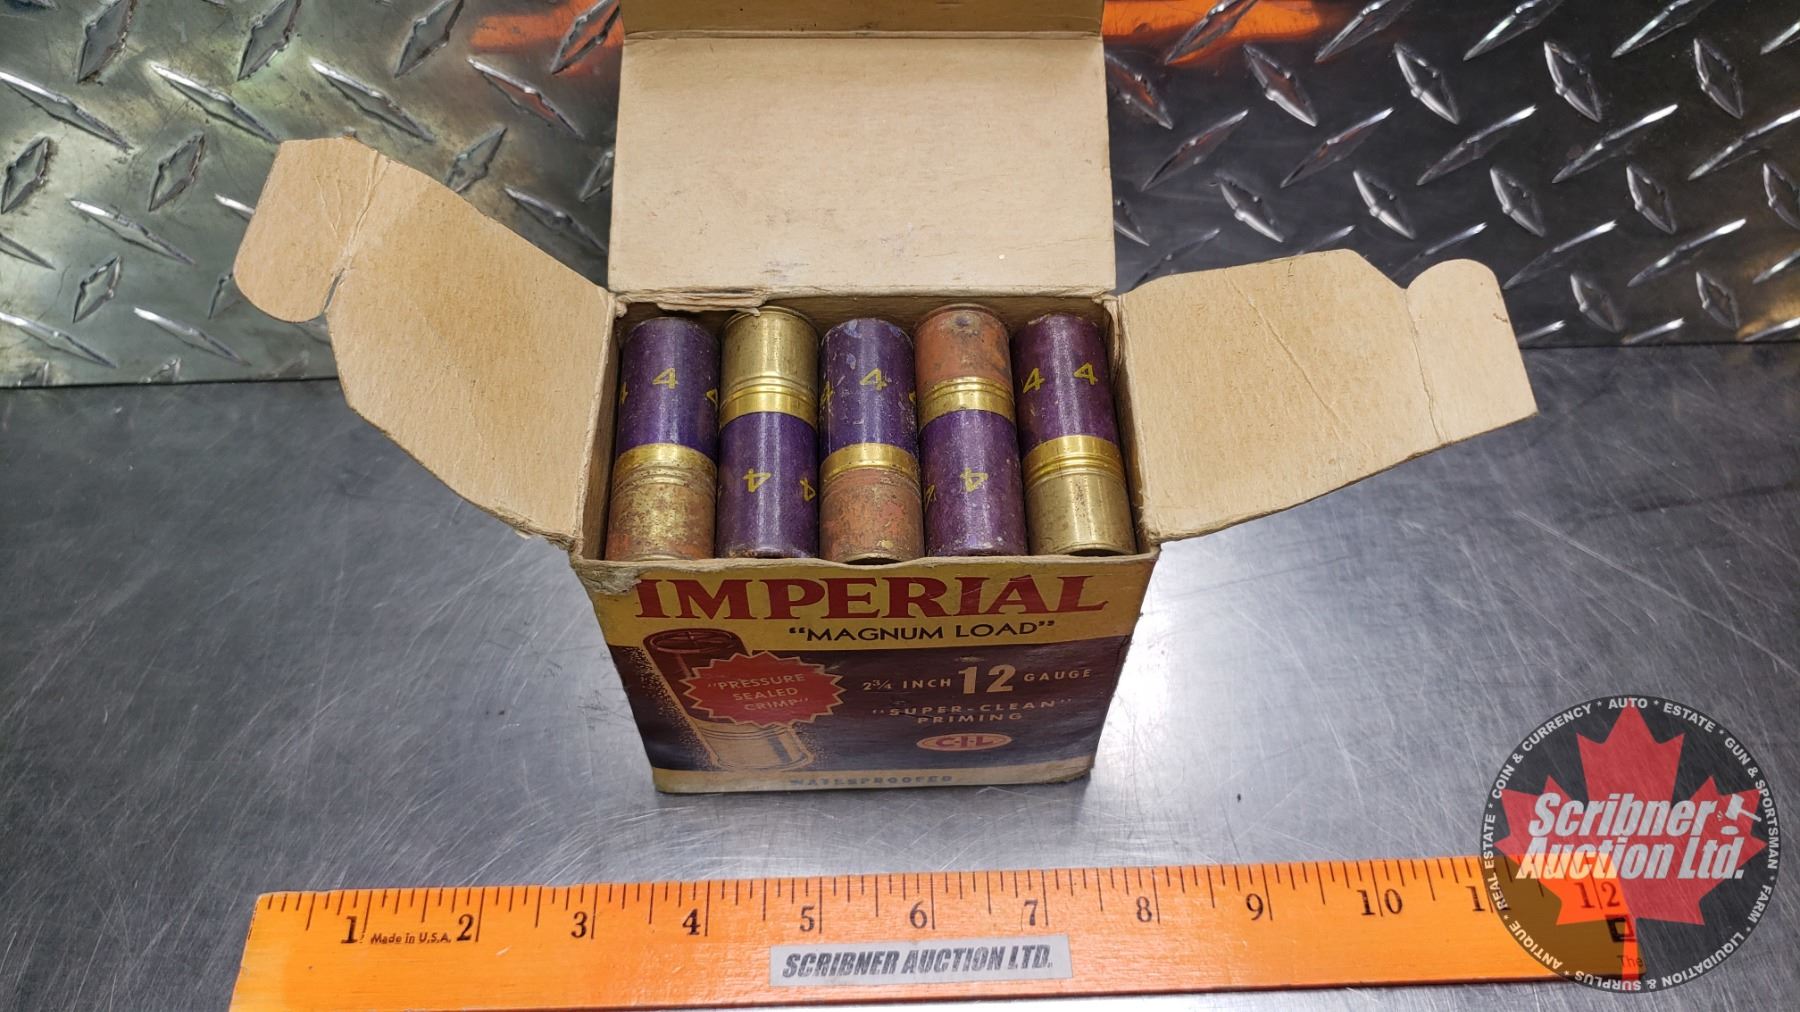 4 4 4 4 4
4 4
IMPERIAL
"MAGNUM LOAD"
"PRESSURE
SEALED
CRIMP"
2¾ INCH 12 GAUGE
"SUPER-CLEAN"
PRIMING
C-I-L
WATERPROOFED
1 2 3 4 5 6 7 8 9 10 11 12
Made in U.S.A.
SCRIBNER AUCTION LTD.
The
Scribner
Auction Ltd.
REAL ESTATE * COIN & CURRENCY * AUTO * ESTATE * GUN & SPORTSMAN * FARM * LIQUIDATION & SURPLUS * ANTIQUE *